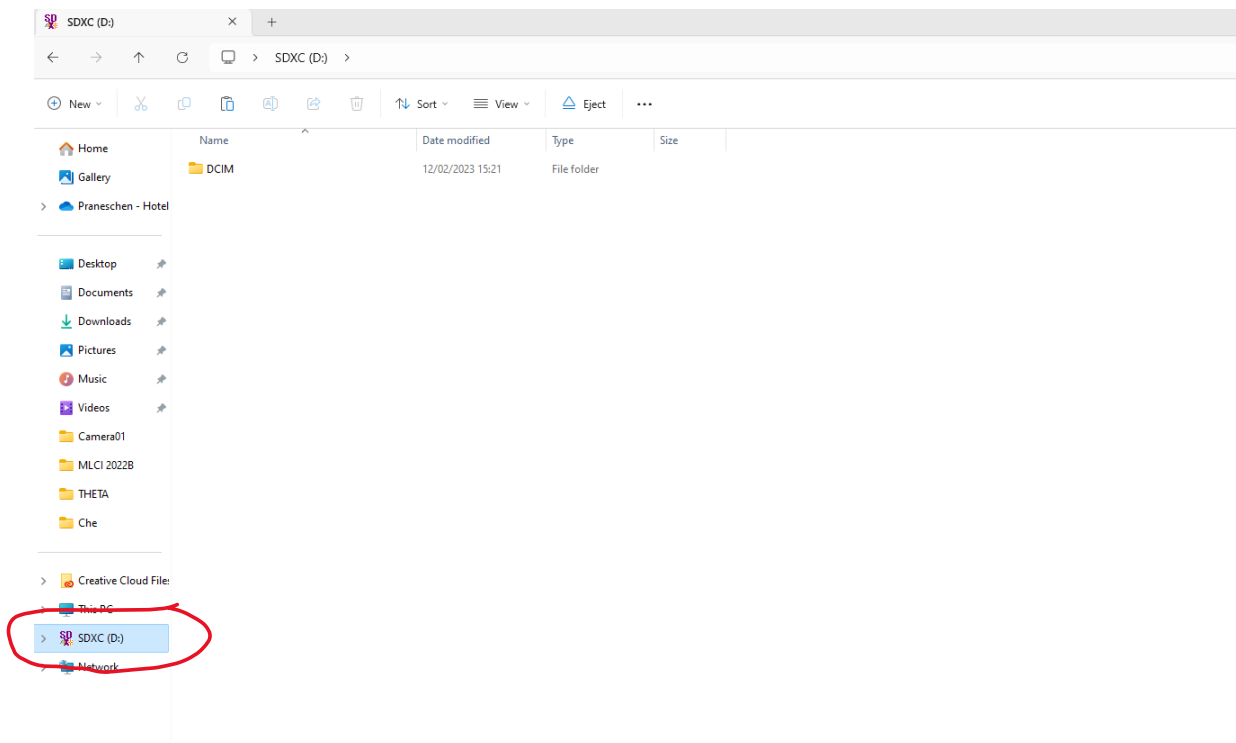 SDXC (D:)
SDXC (D:)
New
Sort
View
Eject
Name
Date modified
Type
Size
DCIM
12/02/2023 15:21
File folder
Home
Gallery
Praneschen - Hotel
Desktop
Documents
Downloads
Pictures
Music
Videos
Camera01
MLCI 2022B
THETA
Che
Creative Cloud Files
This PC
SDXC (D:)
Network